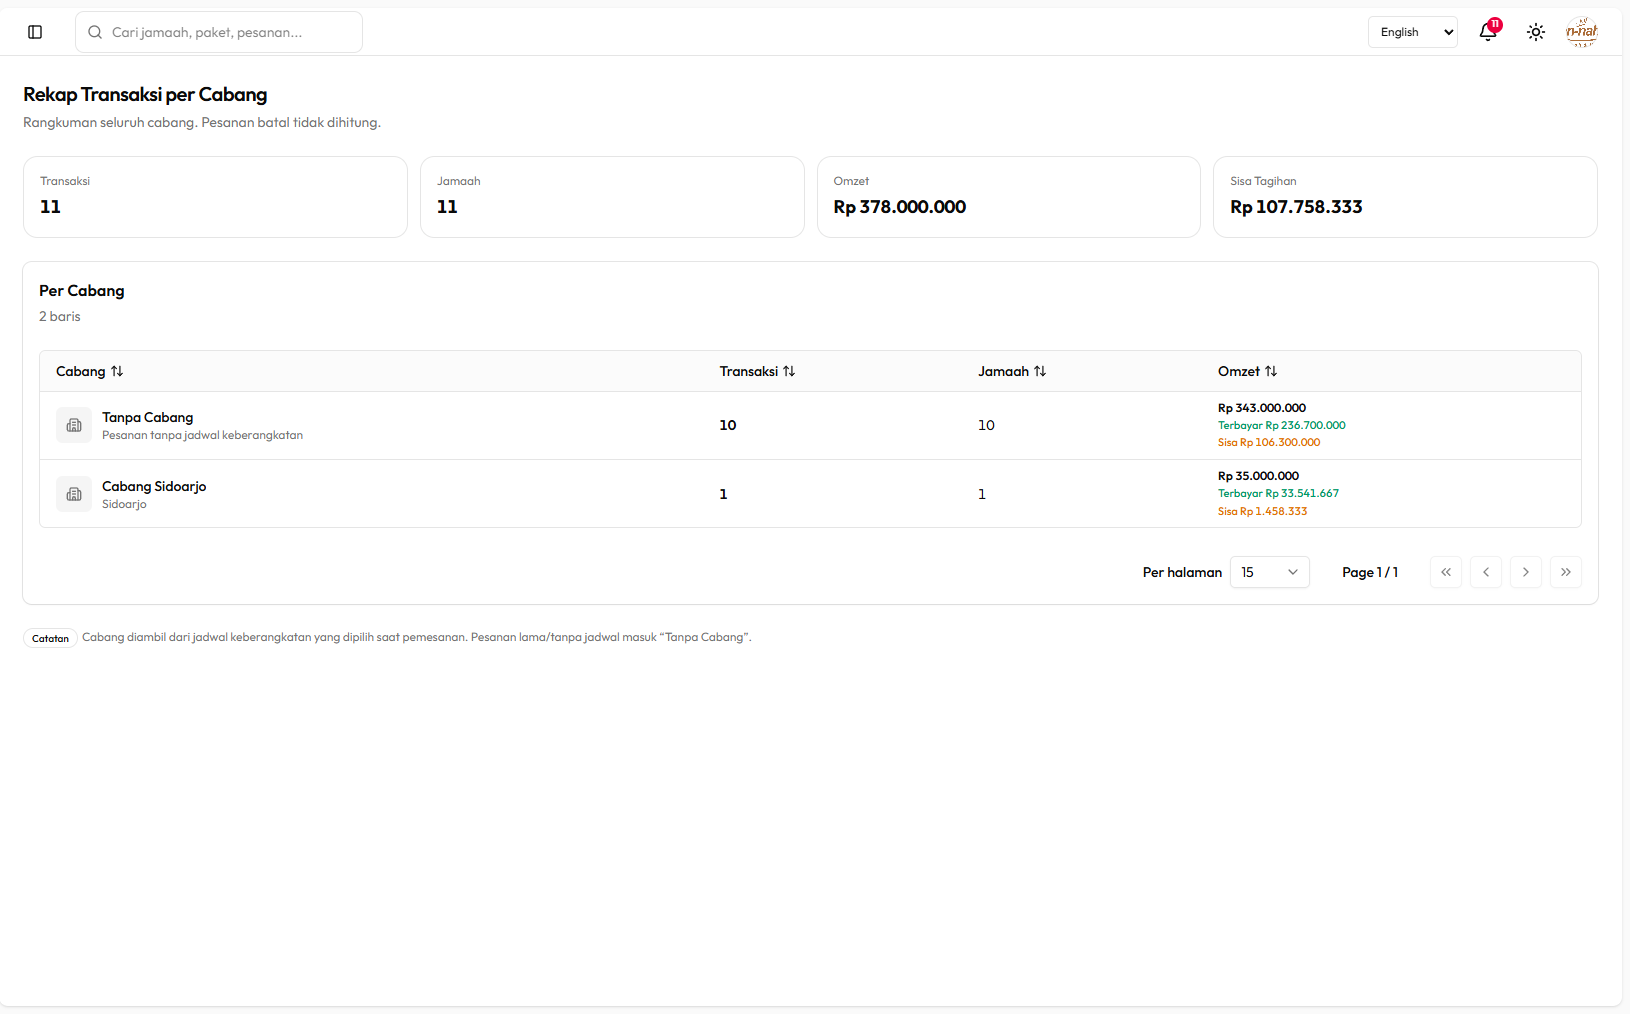 Cari jamaah, paket, pesanan...
English
11
Rekap Transaksi per Cabang
Rangkuman seluruh cabang. Pesanan batal tidak dihitung.
Transaksi
11
Jamaah
11
Omzet
Rp 378.000.000
Sisa Tagihan
Rp 107.758.333
Per Cabang
2 baris
Cabang
Transaksi
Jamaah
Omzet
Tanpa Cabang
Pesanan tanpa jadwal keberangkatan
10
10
Rp 343.000.000
Terbayar Rp 236.700.000
Sisa Rp 106.300.000
Cabang Sidoarjo
Sidoarjo
1
1
Rp 35.000.000
Terbayar Rp 33.541.667
Sisa Rp 1.458.333
Per halaman
15
Page 1 / 1
Catatan
Cabang diambil dari jadwal keberangkatan yang dipilih saat pemesanan. Pesanan lama/tanpa jadwal masuk “Tanpa Cabang”.